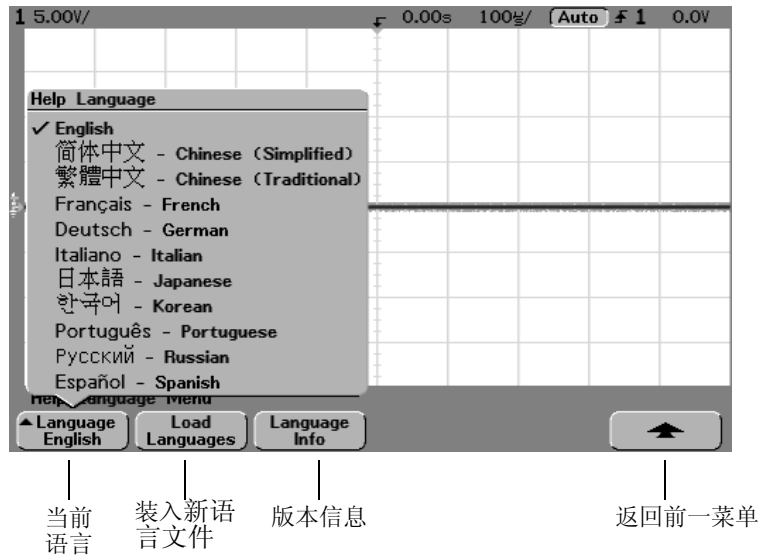 1 5.00V/ 0.00s 100µs/ Auto 1 0.0V
Help Language
✓ English
简体中文 - Chinese (Simplified)
繁體中文 - Chinese (Traditional)
Français - French
Deutsch - German
Italiano - Italian
日本語 - Japanese
한국어 - Korean
Português - Portuguese
Русский - Russian
Español - Spanish
Help Language Menu
Language
English
Load
Languages
Language
Info
当前
语言
装入新语
言文件
版本信息
返回前一菜单